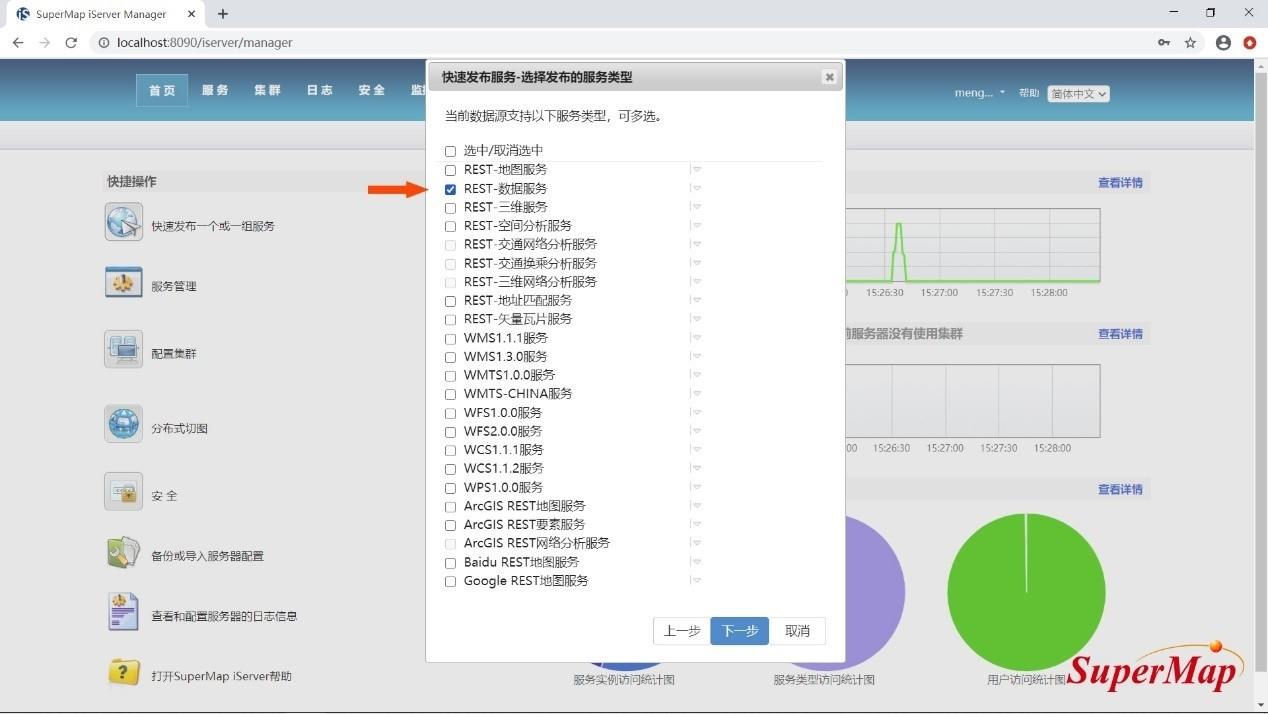 SuperMap iServer Manager
localhost:8090/iserver/manager
首页 服务 集群 日志 安全
meng... 帮助 简体中文
快速发布服务-选择发布的服务类型
当前数据源支持以下服务类型，可多选。
选中/取消选中
REST-地图服务
REST-数据服务
REST-三维服务
REST-空间分析服务
REST-交通网络分析服务
REST-交通换乘分析服务
REST-三维网络分析服务
REST-地址匹配服务
REST-矢量瓦片服务
WMS1.1.1服务
WMS1.3.0服务
WMTS1.0.0服务
WMTS-CHINA服务
WFS1.0.0服务
WFS2.0.0服务
WCS1.1.1服务
WCS1.1.2服务
WPS1.0.0服务
ArcGIS REST地图服务
ArcGIS REST要素服务
ArcGIS REST网络分析服务
Baidu REST地图服务
Google REST地图服务
上一步 下一步 取消
快捷操作
快速发布一个或一组服务
服务管理
配置集群
分布式切图
安全
备份或导入服务器配置
查看和配置服务器的日志信息
打开SuperMap iServer帮助
查看详情
15:26:30 15:27:00 15:27:30 15:28:00
服务器没有使用集群 查看详情
15:26:30 15:27:00 15:27:30 15:28:00
查看详情
服务实例访问统计图 服务类型访问统计图 用户访问统计图
SuperMap